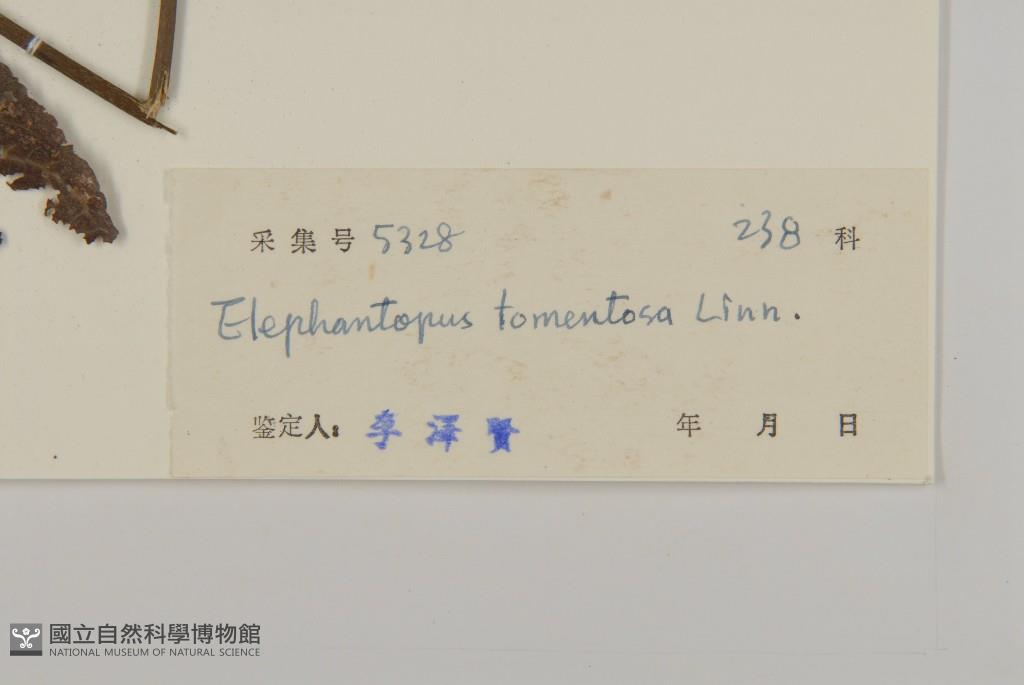 采集号 5328 238 科
Elephantopus tomentosa Linn.
鉴定人: 李泽賢 年 月 日
國立自然科學博物館
NATIONAL MUSEUM OF NATURAL SCIENCE